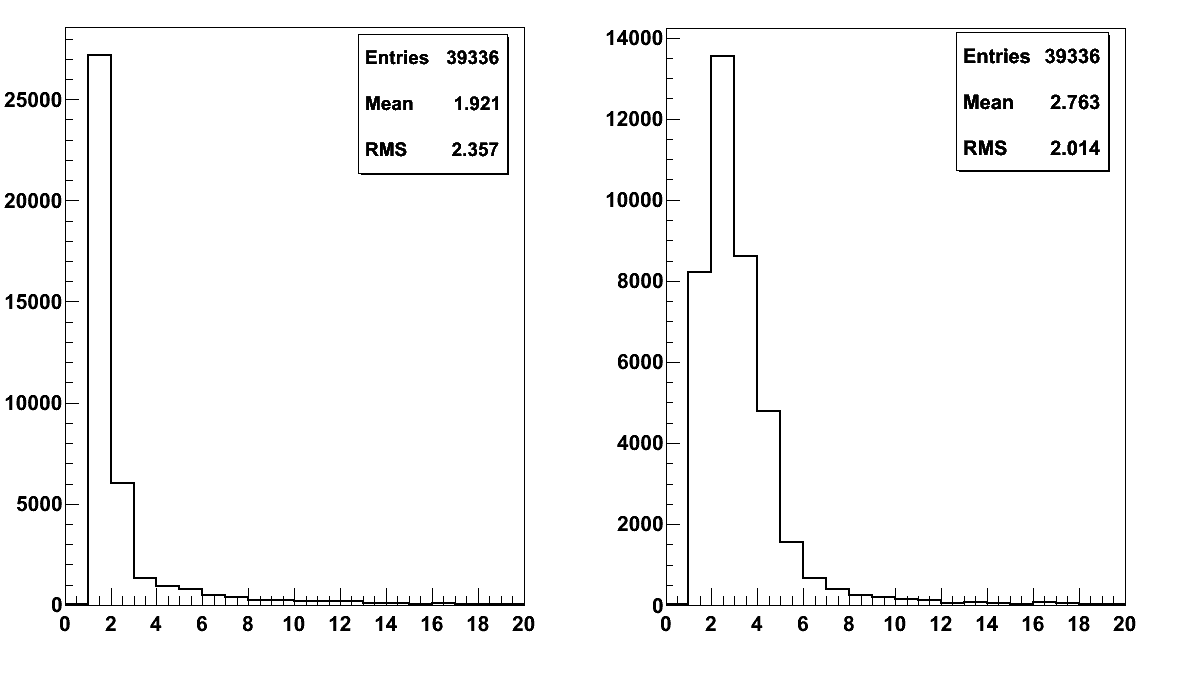 Entries 39336
Mean 1.921
RMS 2.357
25000
20000
15000
10000
5000
0
0 2 4 6 8 10 12 14 16 18 20
Entries 39336
Mean 2.763
RMS 2.014
14000
12000
10000
8000
6000
4000
2000
0
0 2 4 6 8 10 12 14 16 18 20